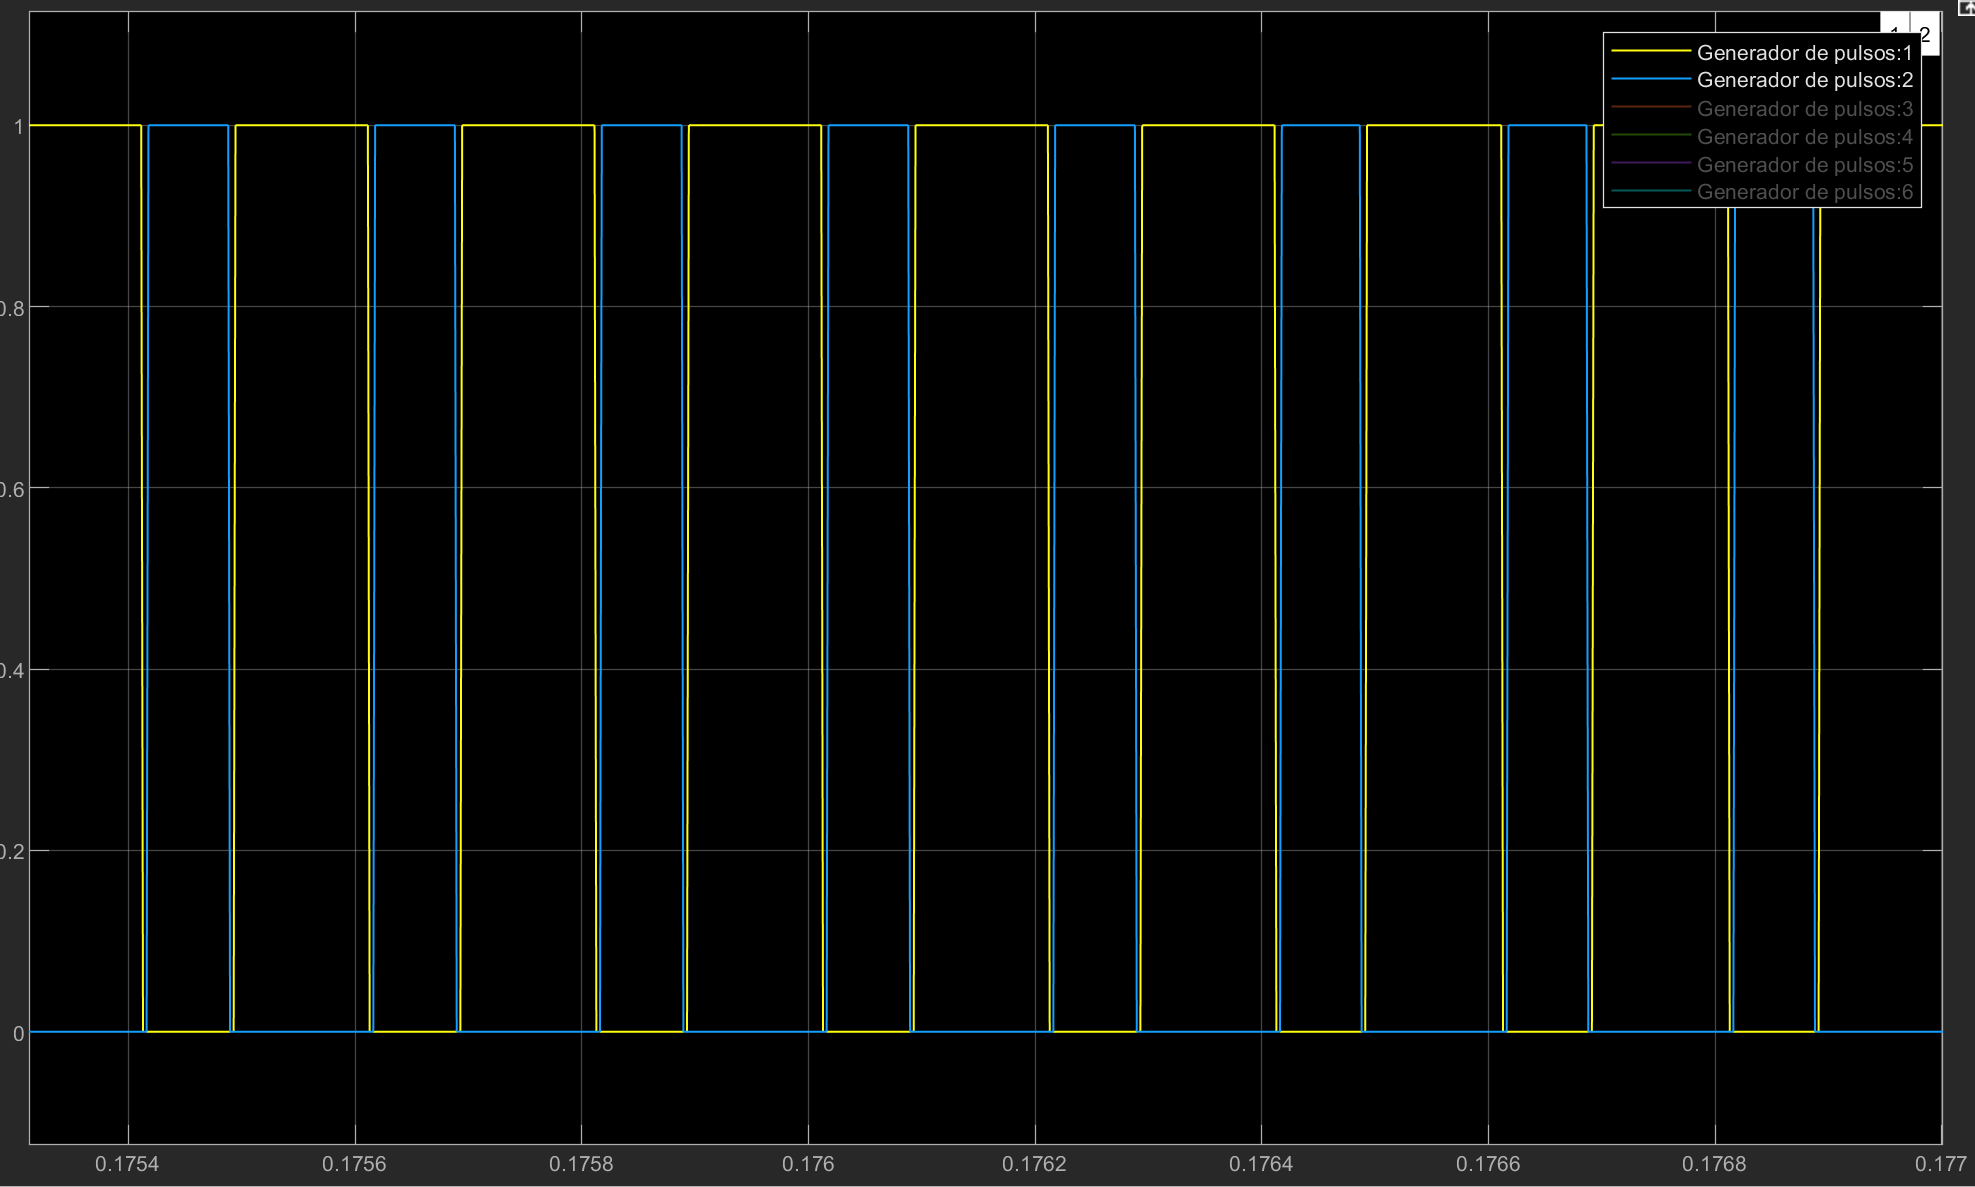 1 2
Generador de pulsos:1
Generador de pulsos:2
Generador de pulsos:3
Generador de pulsos:4
Generador de pulsos:5
Generador de pulsos:6
1
0.8
0.6
0.4
0.2
0
0.1754 0.1756 0.1758 0.176 0.1762 0.1764 0.1766 0.1768 0.177